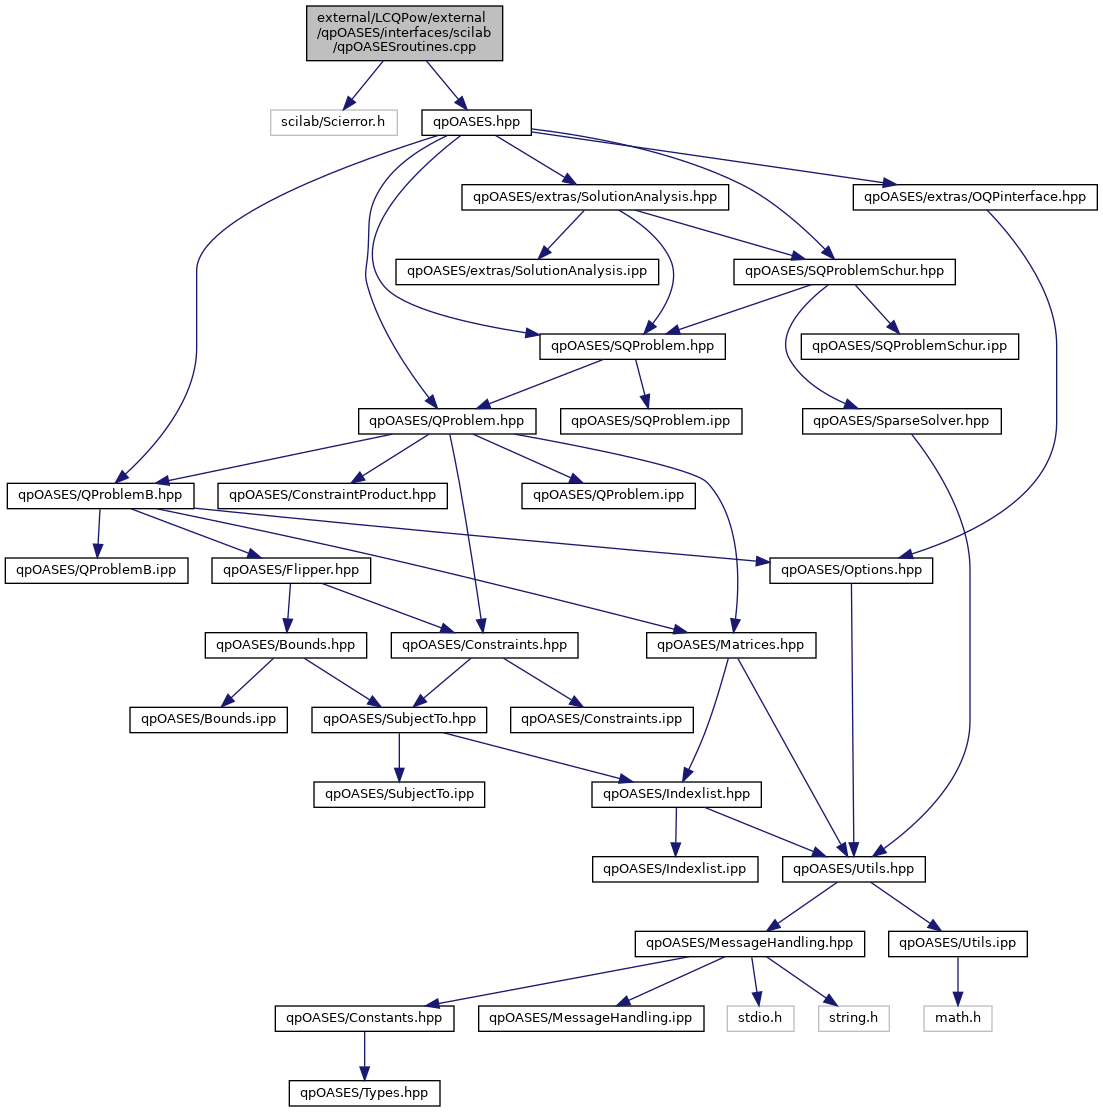 external/LCQPow/external
/qpOASES/interfaces/scilab
/qpOASESroutines.cpp
scilab/Scierror.h
qpOASES.hpp
qpOASES/extras/SolutionAnalysis.hpp
qpOASES/extras/OQPinterface.hpp
qpOASES/extras/SolutionAnalysis.ipp
qpOASES/SQProblemSchur.hpp
qpOASES/SQProblem.hpp
qpOASES/SQProblemSchur.ipp
qpOASES/QProblem.hpp
qpOASES/SQProblem.ipp
qpOASES/SparseSolver.hpp
qpOASES/QProblemB.hpp
qpOASES/ConstraintProduct.hpp
qpOASES/QProblem.ipp
qpOASES/QProblemB.ipp
qpOASES/Flipper.hpp
qpOASES/Options.hpp
qpOASES/Bounds.hpp
qpOASES/Constraints.hpp
qpOASES/Matrices.hpp
qpOASES/Bounds.ipp
qpOASES/SubjectTo.hpp
qpOASES/Constraints.ipp
qpOASES/SubjectTo.ipp
qpOASES/Indexlist.hpp
qpOASES/Indexlist.ipp
qpOASES/Utils.hpp
qpOASES/MessageHandling.hpp
qpOASES/Utils.ipp
qpOASES/Constants.hpp
qpOASES/MessageHandling.ipp
stdio.h
string.h
math.h
qpOASES/Types.hpp